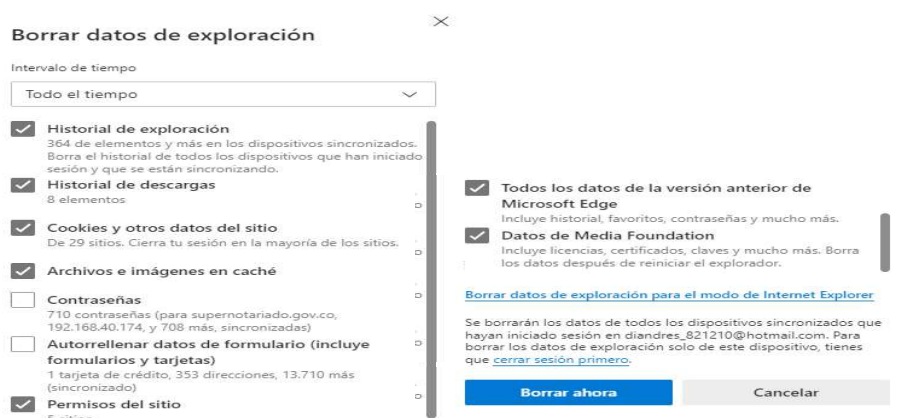 Borrar datos de exploración
Intervalo de tiempo
Todo el tiempo
Historial de exploración
364 de elementos y más en los dispositivos sincronizados.
Borra el historial de todos los dispositivos que han iniciado
sesión y que se están sincronizando.
Historial de descargas
8 elementos
Cookies y otros datos del sitio
De 29 sitios. Cierra tu sesión en la mayoría de los sitios.
Archivos e imágenes en caché
Contraseñas
710 contraseñas (para supernotariado.gov.co,
192.168.40.174, y 708 más, sincronizadas)
Autorrellenar datos de formulario (incluye
formularios y tarjetas)
1 tarjeta de crédito, 353 direcciones, 13.710 más
(sincronizado)
Permisos del sitio
Todos los datos de la versión anterior de
Microsoft Edge
Incluye historial, favoritos, contraseñas y mucho más.
Datos de Media Foundation
Incluye licencias, certificados, claves y mucho más. Borra
los datos después de reiniciar el explorador.
Borrar datos de exploración para el modo de Internet Explorer
Se borrarán los datos de todos los dispositivos sincronizados que
hayan iniciado sesión en diandres_821210@hotmail.com. Para
borrar los datos de exploración solo de este dispositivo, tienes
que cerrar sesión primero.
Borrar ahora
Cancelar